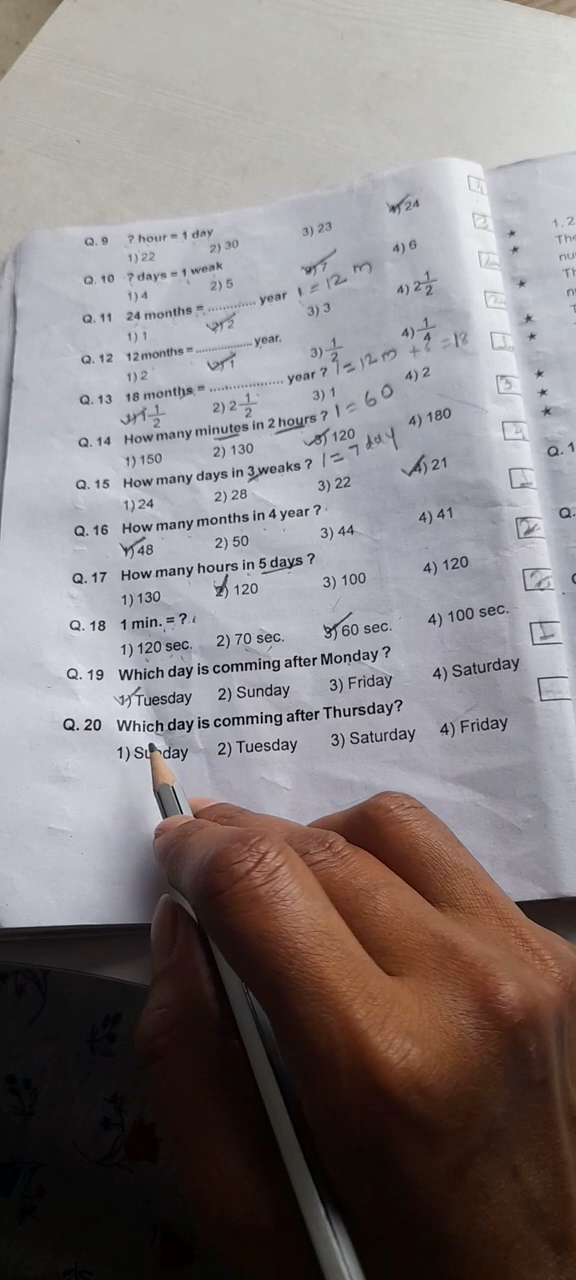 Q. 9 ? hour = 1 day
1) 22 2) 30 3) 23 4) 24
Q. 10 ? days = 1 weak
1) 4 2) 5 3) 7 4) 6
Q. 11 24 months = ............. year 1 = 12 m
1) 1 2) 2 3) 3 4) 2 1/2
Q. 12 12months = ................ year.
1) 2 2) 1 3) 1/2 4) 1/4
Q. 13 18 months = ..................... year ? 1 = 12 m + 6 = 18
1) 1 1/2 2) 2 1/2 3) 1 4) 2
Q. 14 How many minutes in 2 hours ? 1 = 60
1) 150 2) 130 3) 120 4) 180
Q. 15 How many days in 3 weaks ? 1 = 7 day
1) 24 2) 28 3) 22 4) 21
Q. 16 How many months in 4 year ?
1) 48 2) 50 3) 44 4) 41
Q. 17 How many hours in 5 days ?
1) 130 2) 120 3) 100 4) 120
Q. 18 1 min. = ?
1) 120 sec. 2) 70 sec. 3) 60 sec. 4) 100 sec.
Q. 19 Which day is comming after Monday ?
1) Tuesday 2) Sunday 3) Friday 4) Saturday
Q. 20 Which day is comming after Thursday?
1) Sunday 2) Tuesday 3) Saturday 4) Friday